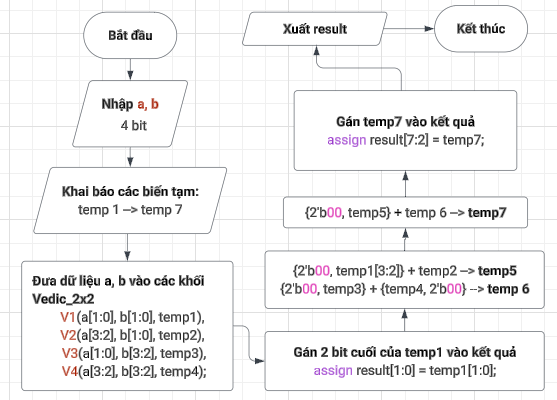 Bắt đầu
Nhập a, b
4 bit
Khai báo các biến tạm:
temp 1 –> temp 7
Đưa dữ liệu a, b vào các khối
Vedic_2x2
V1(a[1:0], b[1:0], temp1),
V2(a[3:2], b[1:0], temp2),
V3(a[1:0], b[3:2], temp3),
V4(a[3:2], b[3:2], temp4);
Gán 2 bit cuối của temp1 vào kết quả
assign result[1:0] = temp1[1:0];
{2'b00, temp1[3:2]} + temp2 –> temp5
{2'b00, temp3} + {temp4, 2'b00} –> temp 6
{2'b00, temp5} + temp 6 –> temp7
Gán temp7 vào kết quả
assign result[7:2] = temp7;
Xuất result
Kết thúc